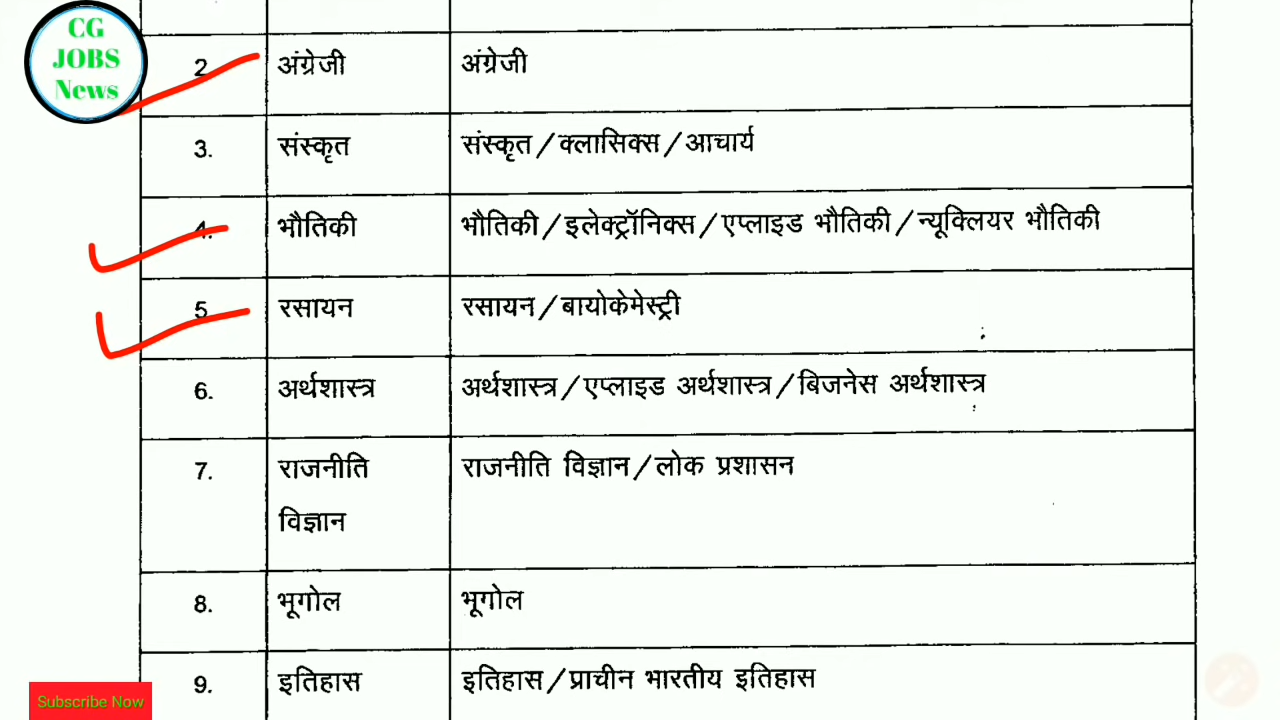 CG
JOBS
News
2 अंग्रेजी अंग्रेजी
3. संस्कृत संस्कृत/क्लासिक्स/आचार्य
4. भौतिकी भौतिकी/इलेक्ट्रॉनिक्स/एप्लाइड भौतिकी/न्यूक्लियर भौतिकी
5 रसायन रसायन/बायोकेमेस्ट्री
6. अर्थशास्त्र अर्थशास्त्र/एप्लाइड अर्थशास्त्र/बिजनेस अर्थशास्त्र
7. राजनीति राजनीति विज्ञान/लोक प्रशासन
विज्ञान
8. भूगोल भूगोल
9. इतिहास इतिहास/प्राचीन भारतीय इतिहास
Subscribe Now